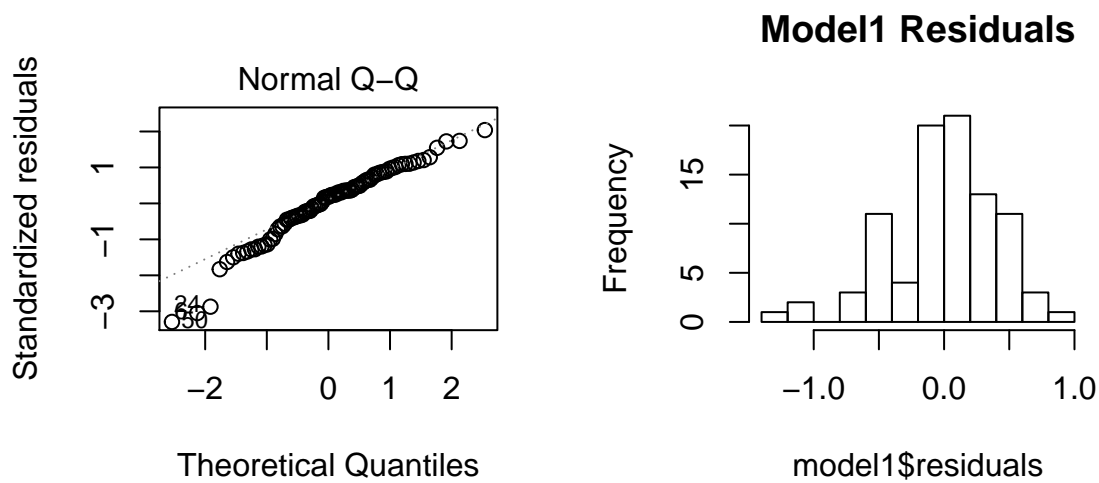 Normal Q−Q
Standardized residuals
1
−1
−3
−2
0
1
2
Theoretical Quantiles
Model1 Residuals
Frequency
15
5
0
−1.0
0.0
1.0
model1$residuals